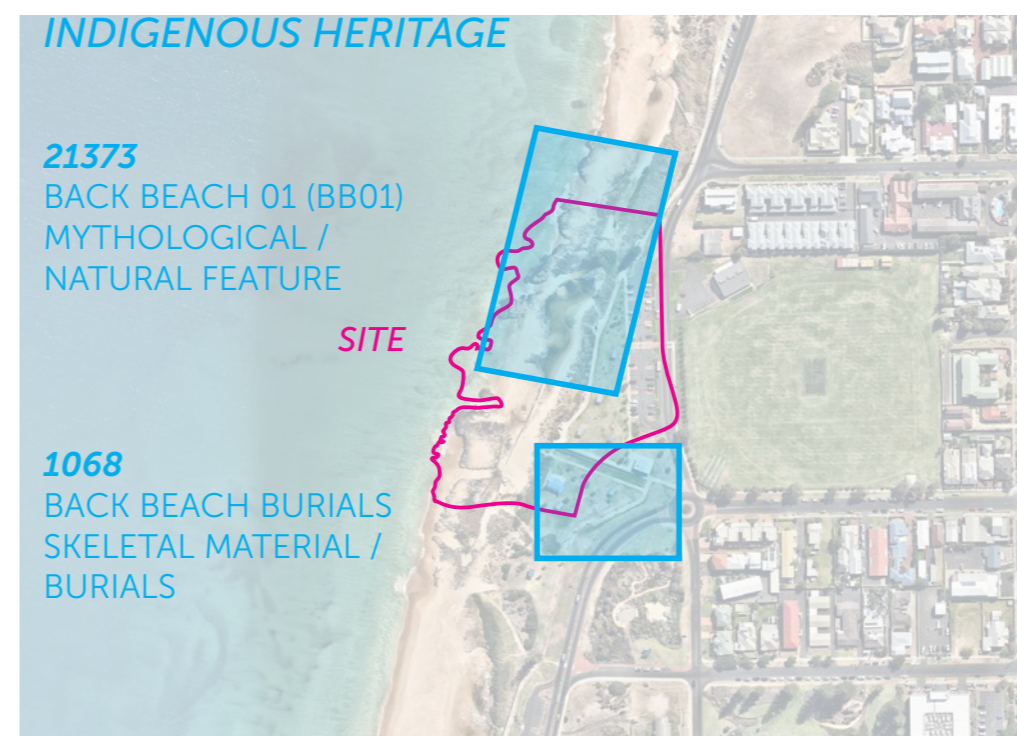 INDIGENOUS HERITAGE
21373
BACK BEACH 01 (BB01)
MYTHOLOGICAL /
NATURAL FEATURE
SITE
1068
BACK BEACH BURIALS
SKELETAL MATERIAL /
BURIALS